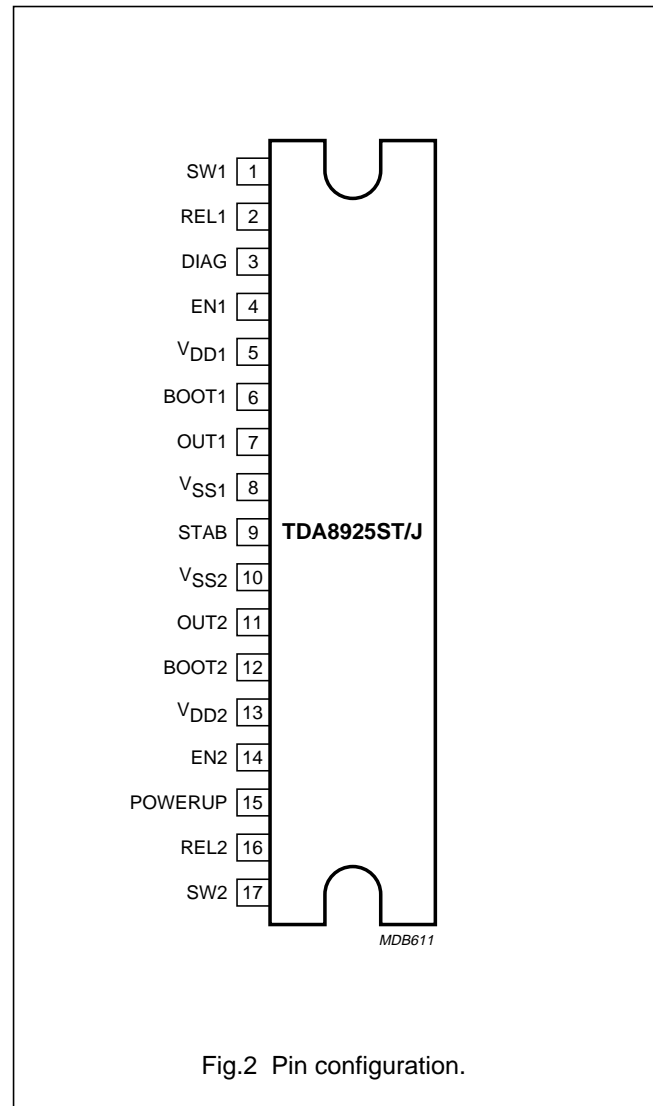 SW1 1
REL1 2
DIAG 3
EN1 4
VDD1 5
BOOT1 6
OUT1 7
VSS1 8
STAB 9 TDA8925ST/J
VSS2 10
OUT2 11
BOOT2 12
VDD2 13
EN2 14
POWERUP 15
REL2 16
SW2 17
MDB611
Fig.2 Pin configuration.